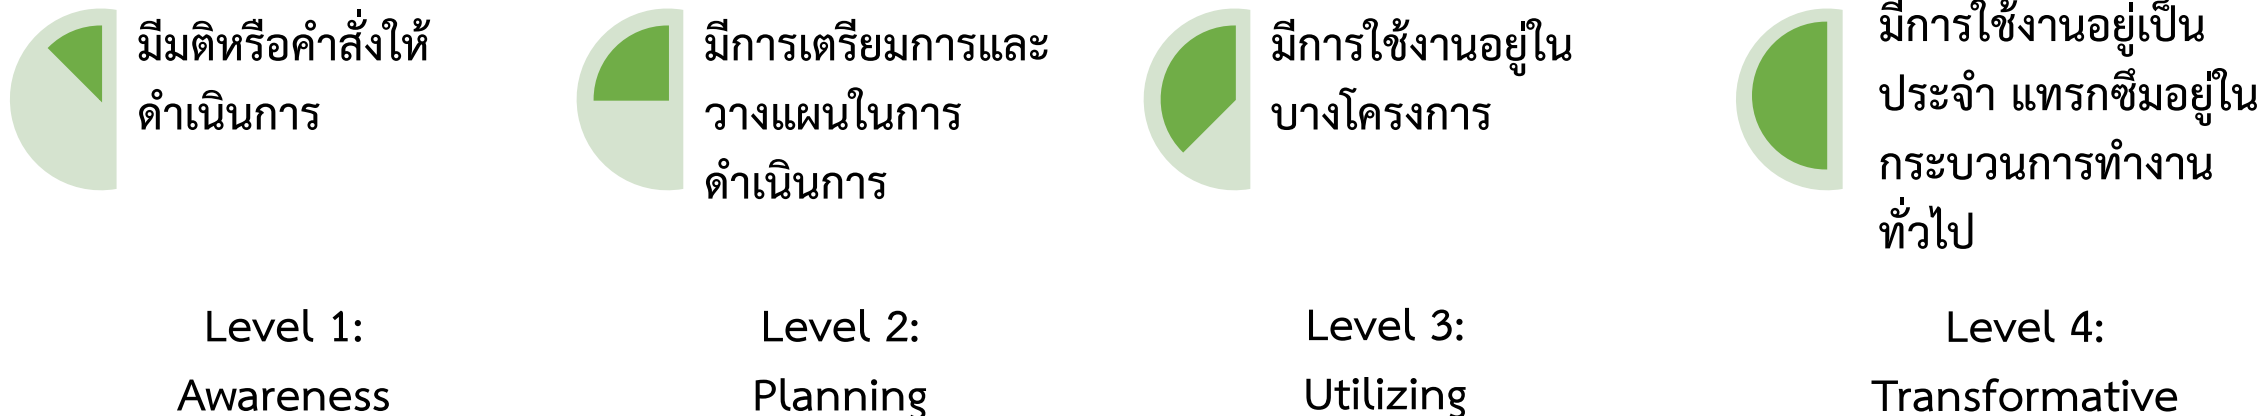 มีมติหรือคำสั่งให้
ดำเนินการ
มีการเตรียมการและ
วางแผนในการ
ดำเนินการ
มีการใช้งานอยู่ใน
บางโครงการ
มีการใช้งานอยู่เป็น
ประจำ แทรกซึมอยู่ใน
กระบวนการทำงาน
ทั่วไป
Level 1:
Awareness
Level 2:
Planning
Level 3:
Utilizing
Level 4:
Transformative